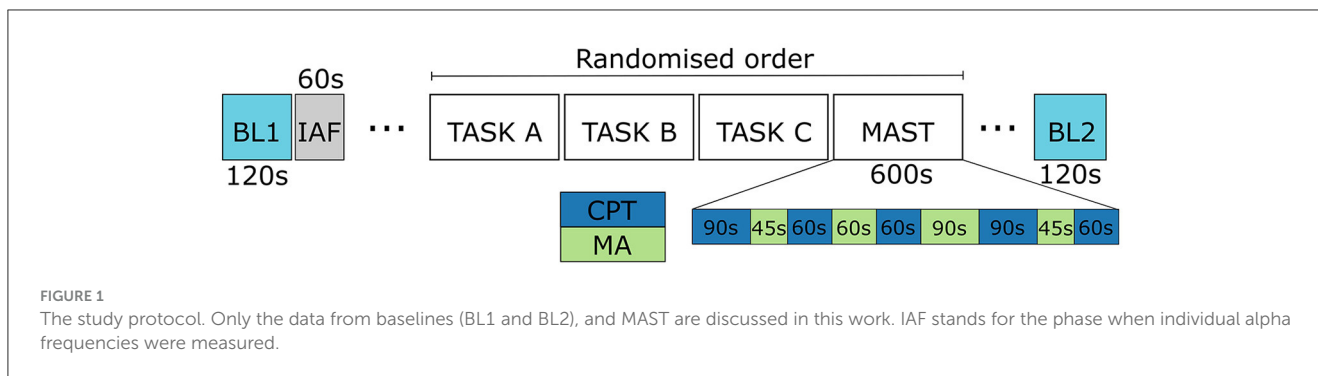 Randomised order
60s
BL1 IAF ... TASK A TASK B TASK C MAST ... BL2
120s 600s 120s
CPT
MA
90s 45s 60s 60s 60s 90s 90s 45s 60s
FIGURE 1
The study protocol. Only the data from baselines (BL1 and BL2), and MAST are discussed in this work. IAF stands for the phase when individual alpha
frequencies were measured.